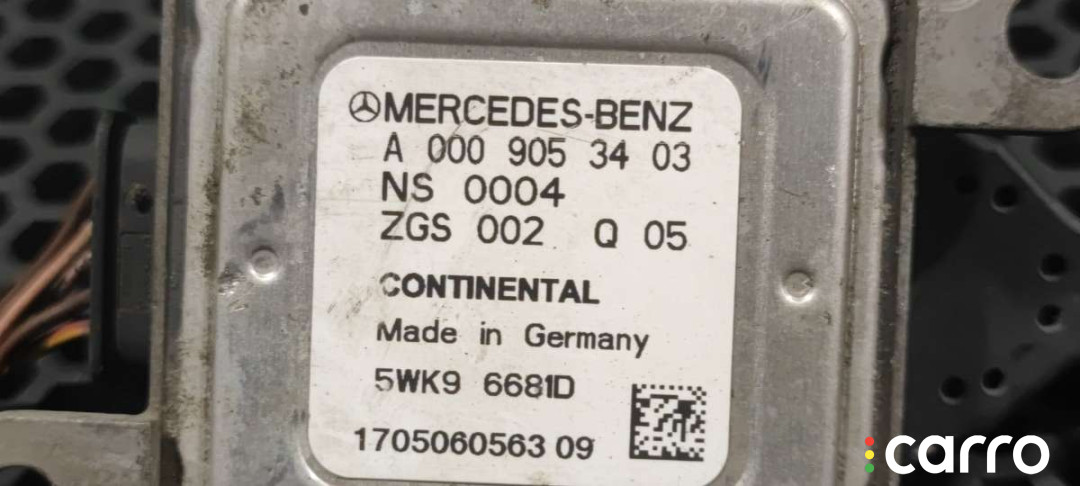 MERCEDES-BENZ
A 000 905 34 03
NS 0004
ZGS 002 Q 05
CONTINENTAL
Made in Germany
5WK9 6681D
1705060563 09
carro